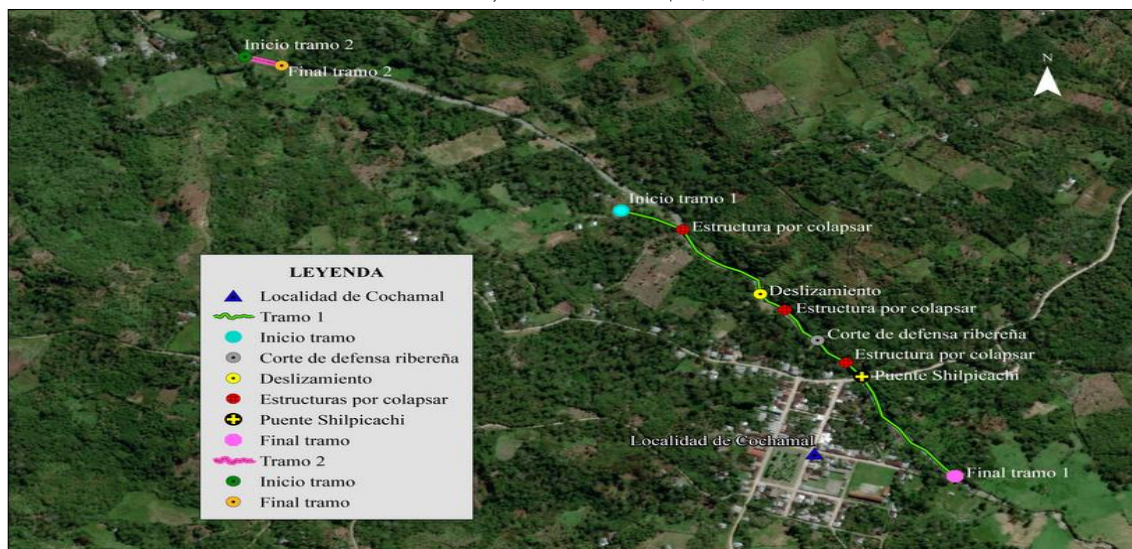 Inicio tramo 2
Final tramo 2
N
Inicio tramo 1
Estructura por colapsar
Deslizamiento
Estructura por colapsar
Corte de defensa ribereña
Estructura por colapsar
Puente Shilpicachi
Localidad de Cochamal
Final tramo 1
LEYENDA
Localidad de Cochamal
Tramo 1
Inicio tramo
Corte de defensa ribereña
Deslizamiento
Estructuras por colapsar
Puente Shilpicachi
Final tramo
Tramo 2
Inicio tramo
Final tramo